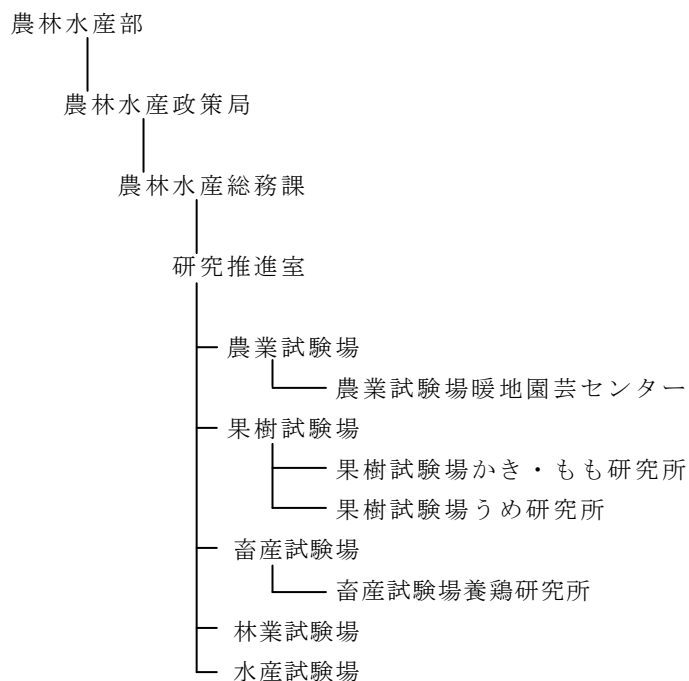 農林水産部
農林水産政策局
農林水産総務課
研究推進室
農業試験場
農業試験場暖地園芸センター
果樹試験場
果樹試験場かき・もも研究所
果樹試験場うめ研究所
畜産試験場
畜産試験場養鶏研究所
林業試験場
水産試験場